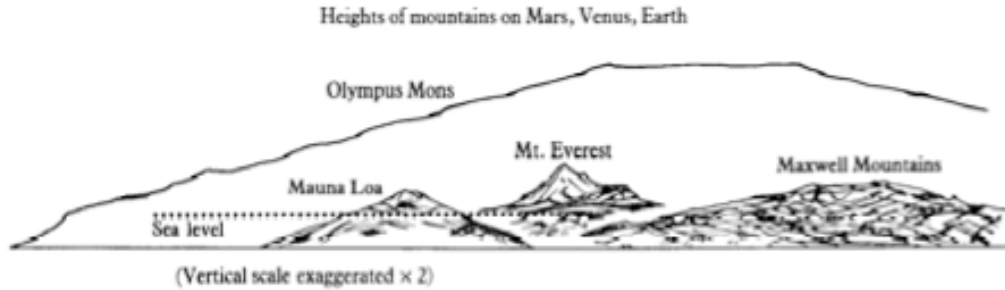 Heights of mountains on Mars, Venus, Earth
Olympus Mons
Mt. Everest
Maxwell Mountains
Mauna Loa
Sea level
(Vertical scale exaggerated × 2)